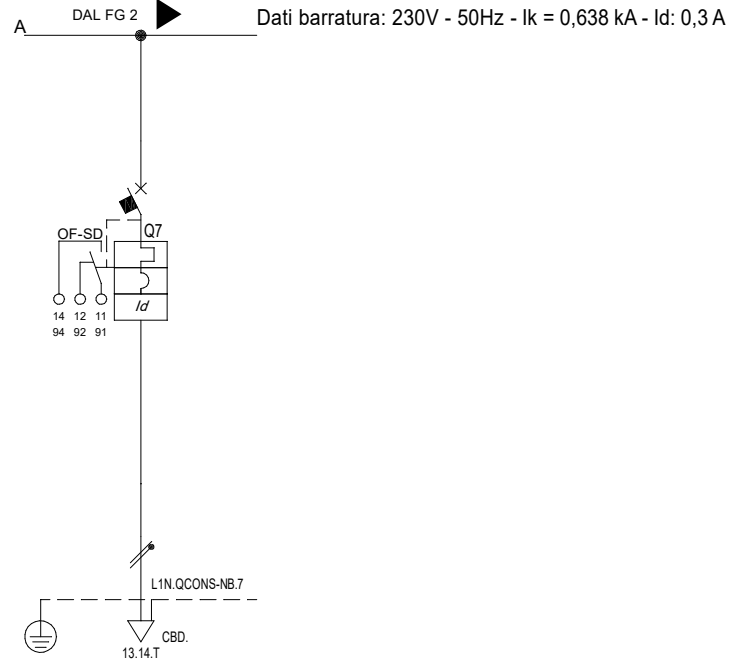 DAL FG 2
Dati barratura: 230V - 50Hz - Ik = 0,638 kA - Id: 0,3 A
A
OF-SD
Q7
Id
14 12 11
94 92 91
L1N.QCONS-NB.7
CBD.
13.14.T